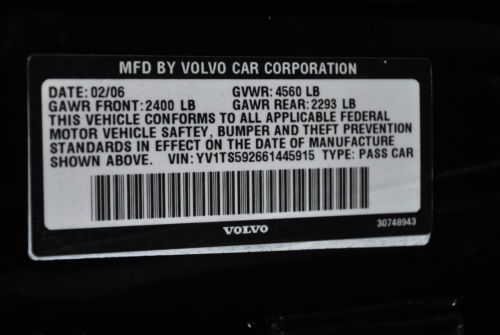 MFD BY VOLVO CAR CORPORATION
DATE: 02/06 GVWR: 4560 LB
GAWR FRONT: 2400 LB GAWR REAR: 2293 LB
THIS VEHICLE CONFORMS TO ALL APPLICABLE FEDERAL
MOTOR VEHICLE SAFTEY, BUMPER AND THEFT PREVENTION
STANDARDS IN EFFECT ON THE DATE OF MANUFACTURE
SHOWN ABOVE. VIN: YV1TS592661445915 TYPE: PASS CAR
VOLVO 30748943